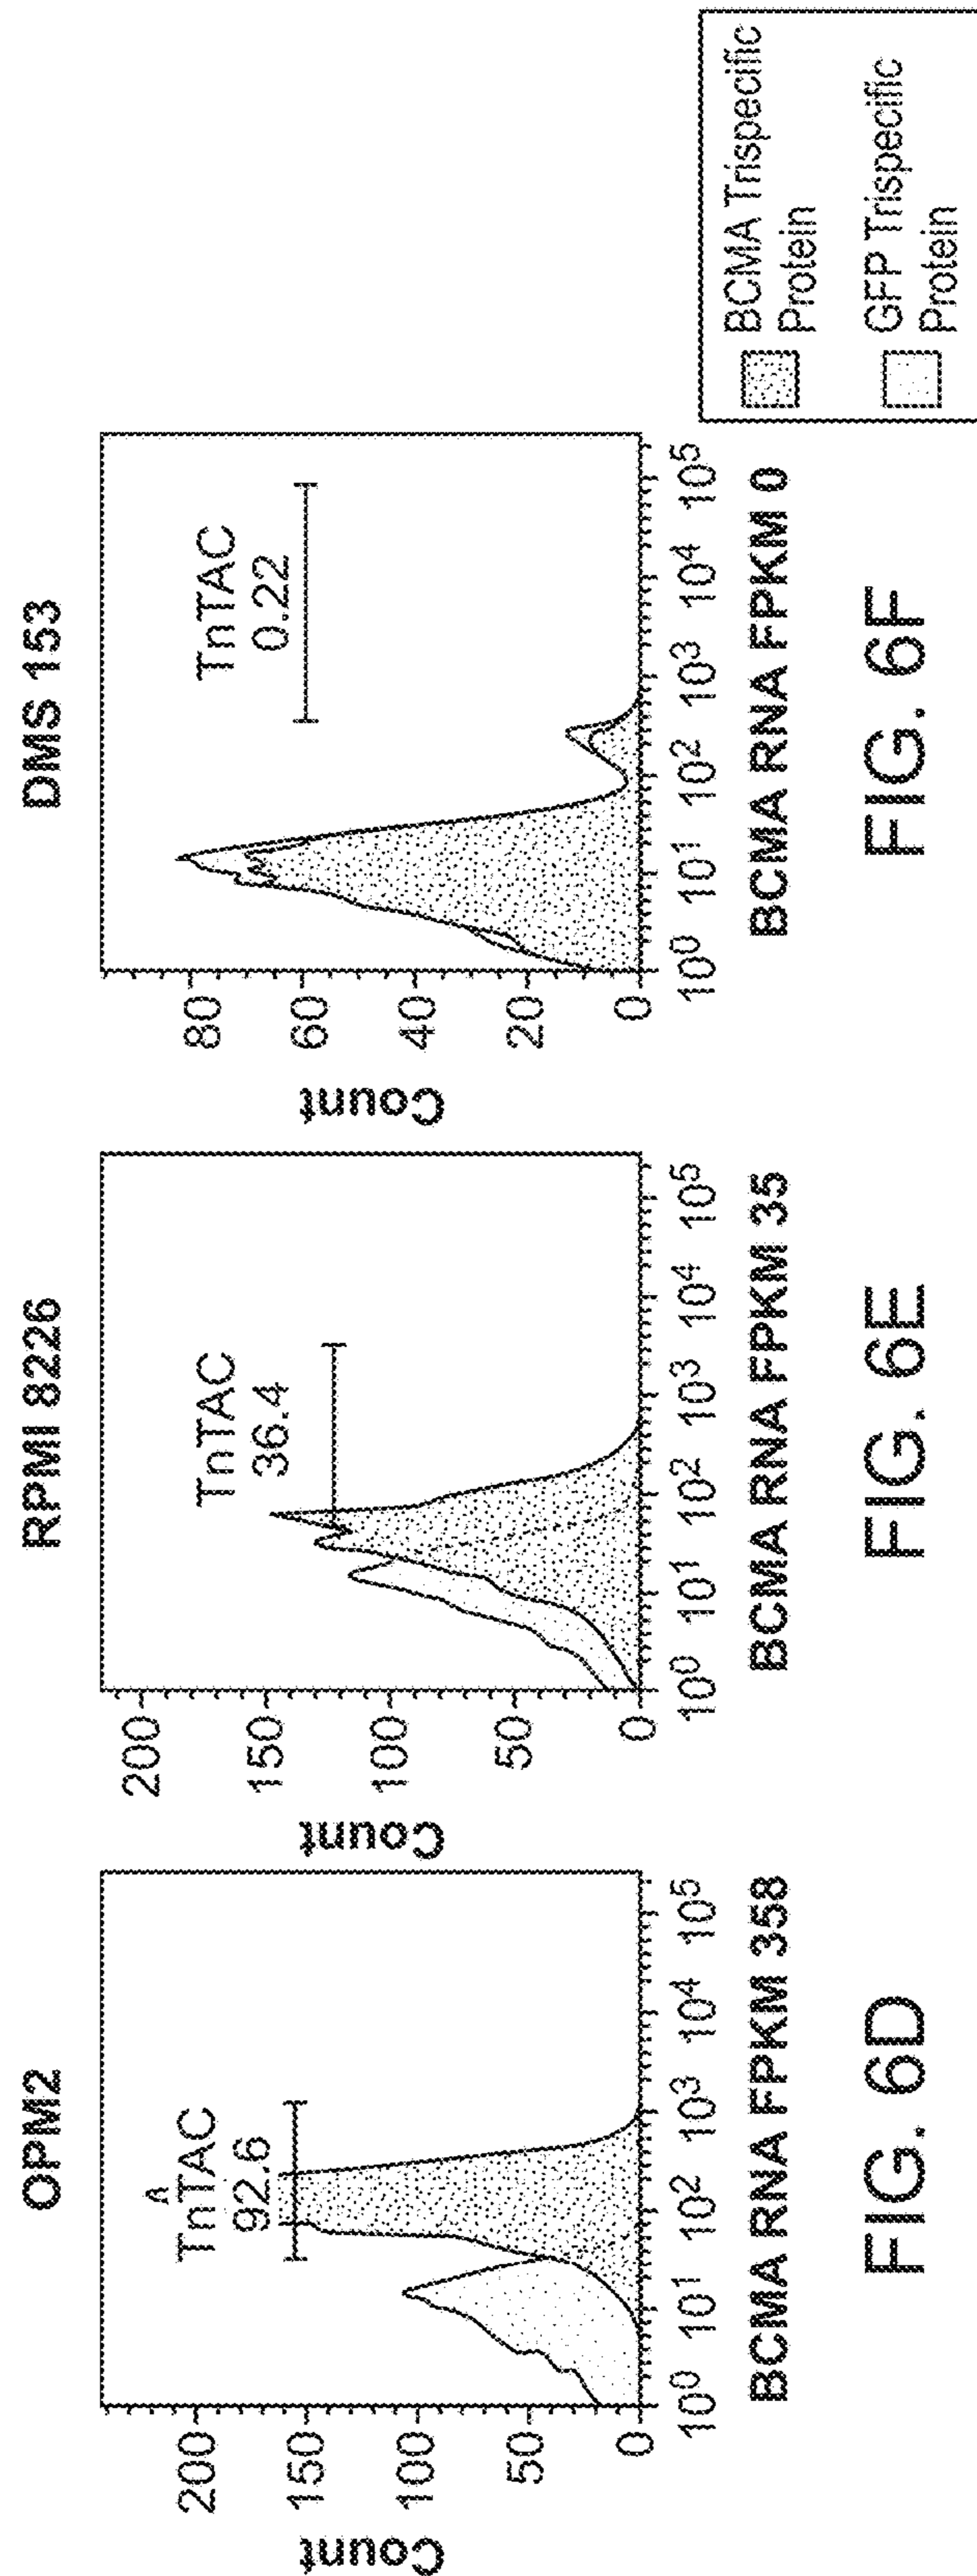 OPM2
Count
200
150
100
50
0
TnTAC
92.6
10⁰ 10¹ 10² 10³ 10⁴ 10⁵
BCMA RNA FPKM 358
FIG. 6D
RPMI 8226
Count
200
150
100
50
0
TnTAC
36.4
10⁰ 10¹ 10² 10³ 10⁴ 10⁵
BCMA RNA FPKM 35
FIG. 6E
DMS 153
Count
80
60
40
20
0
TnTAC
0.22
10⁰ 10¹ 10² 10³ 10⁴ 10⁵
BCMA RNA FPKM 0
FIG. 6F
BCMA Trispecific
Protein
GFP Trispecific
Protein